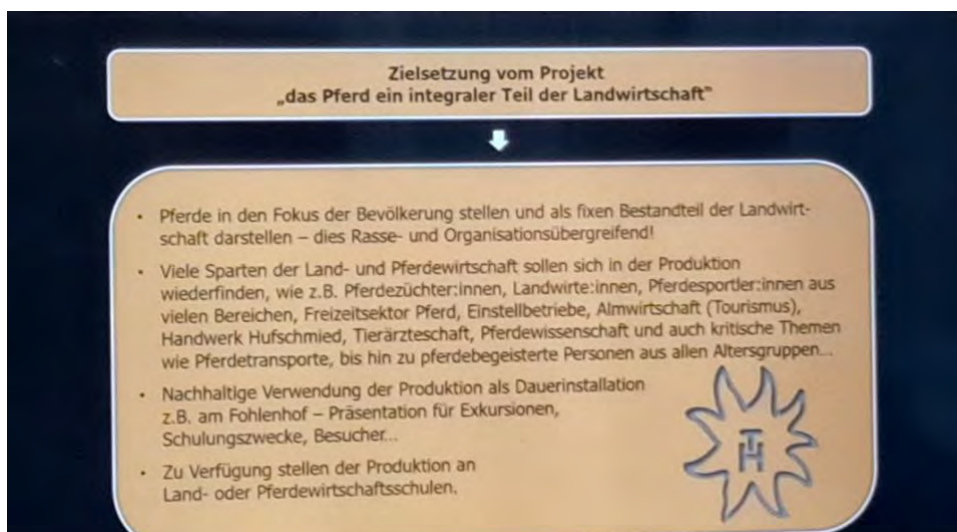 Zielsetzung vom Projekt
„das Pferd ein integraler Teil der Landwirtschaft"
• Pferde in den Fokus der Bevölkerung stellen und als fixen Bestandteil der Landwirt-
schaft darstellen – dies Rasse- und Organisationsübergreifend!
• Viele Sparten der Land- und Pferdewirtschaft sollen sich in der Produktion
wiederfinden, wie z.B. Pferdezüchter:innen, Landwirte:innen, Pferdesportler:innen aus
vielen Bereichen, Freizeitsektor Pferd, Einstellbetriebe, Almwirtschaft (Tourismus),
Handwerk Hufschmied, Tierärzteschaft, Pferdewissenschaft und auch kritische Themen
wie Pferdetransporte, bis hin zu pferdebegeisterte Personen aus allen Altersgruppen...
• Nachhaltige Verwendung der Produktion als Dauerinstallation
z.B. am Fohlenhof – Präsentation für Exkursionen,
Schulungszwecke, Besucher...
• Zu Verfügung stellen der Produktion an
Land- oder Pferdewirtschaftsschulen.
TH